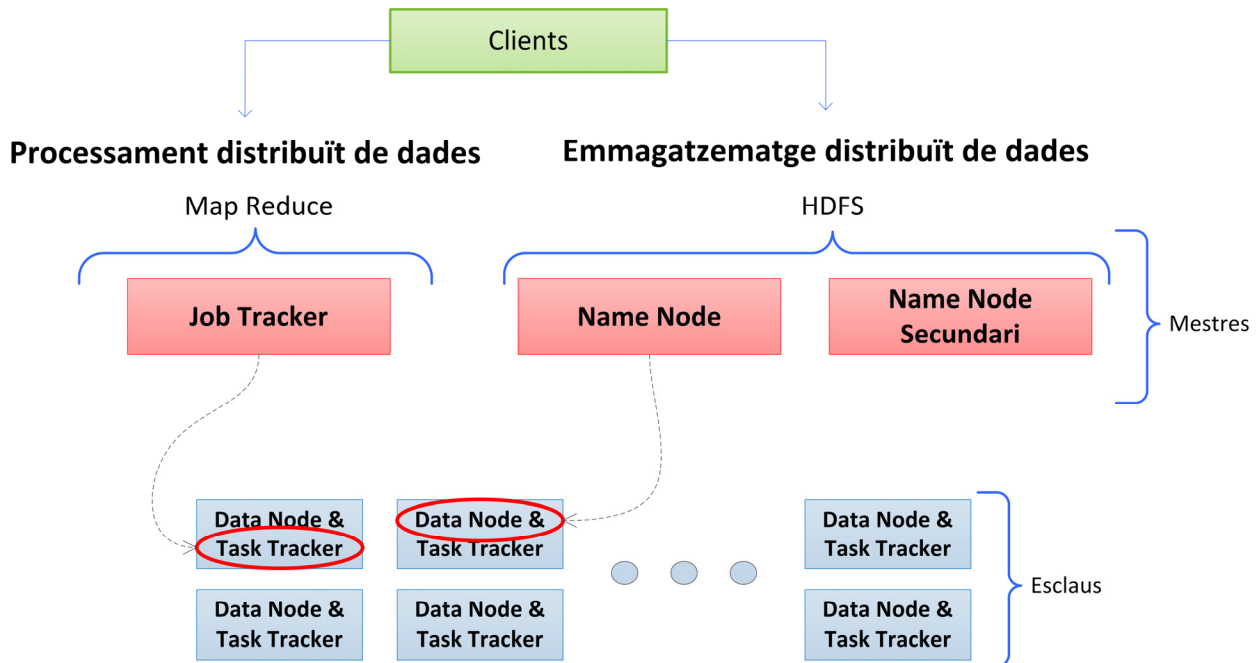 Clients
Processament distribuït de dades
Emmagatzematge distribuït de dades
Map Reduce
HDFS
Job Tracker
Name Node
Name Node
Secundari
Mestres
Data Node &
Task Tracker
Data Node &
Task Tracker
Data Node &
Task Tracker
Esclaus
Data Node &
Task Tracker
Data Node &
Task Tracker
Data Node &
Task Tracker